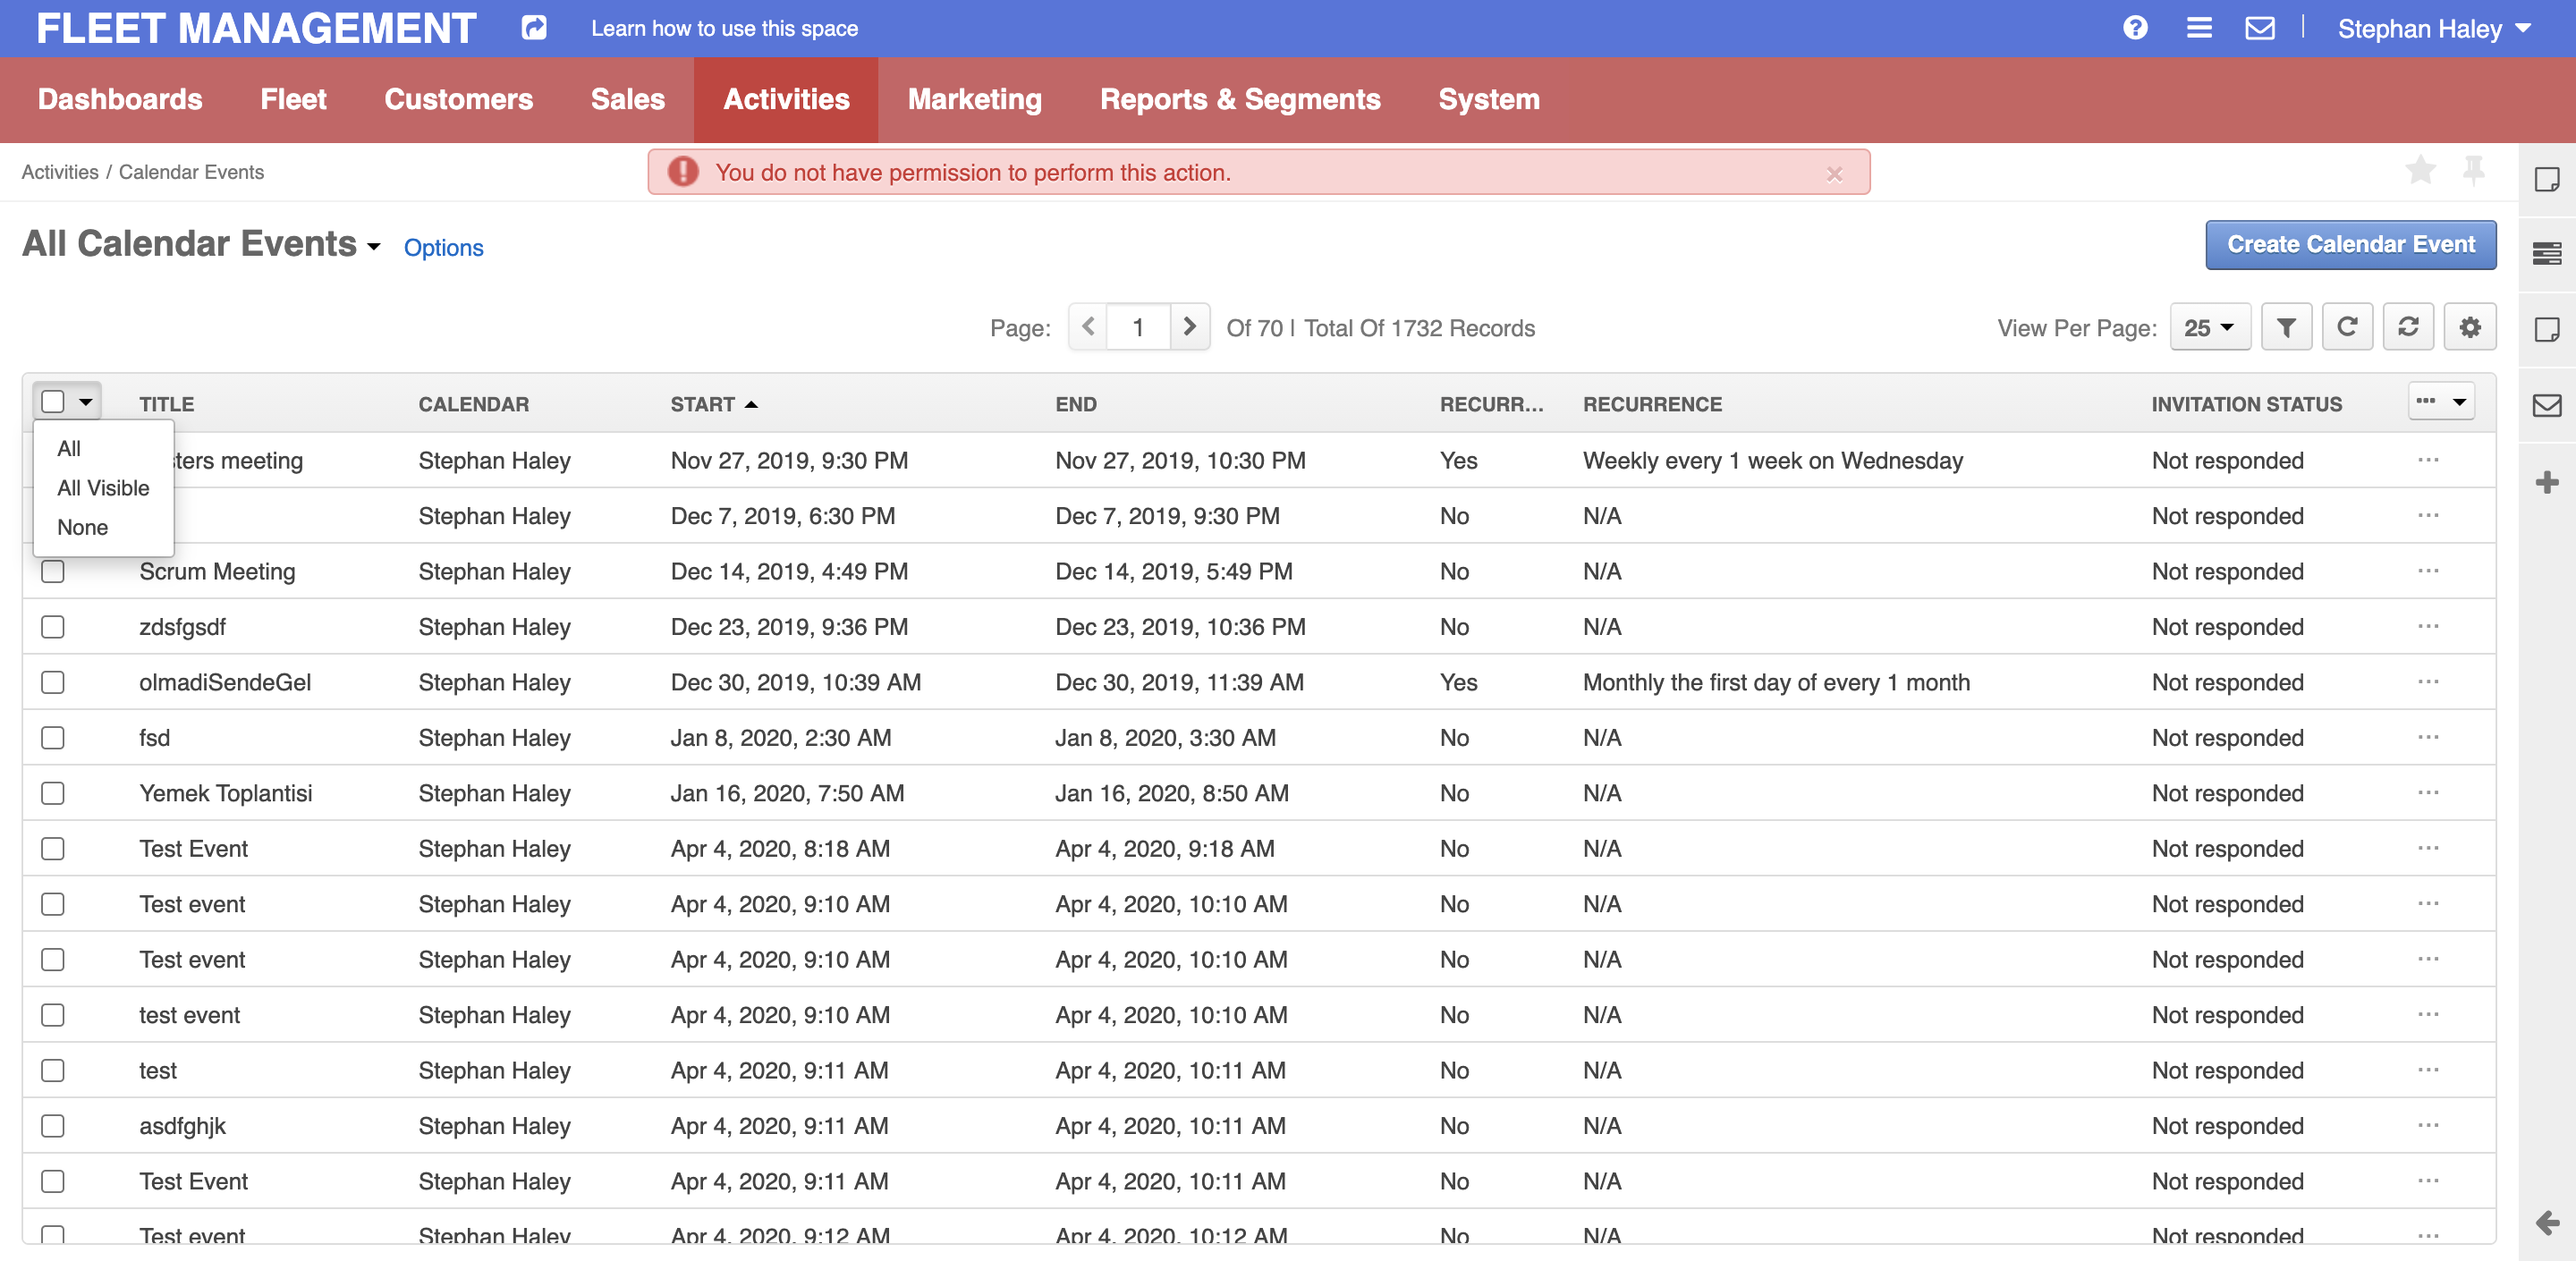 FLEET MANAGEMENT Learn how to use this space Stephan Haley
Dashboards Fleet Customers Sales Activities Marketing Reports & Segments System
Activities / Calendar Events You do not have permission to perform this action. ×
All Calendar Events Options Create Calendar Event
Page: 1 Of 70 | Total Of 1732 Records View Per Page: 25
TITLE CALENDAR START END RECURR... RECURRENCE INVITATION STATUS
All
All Visible
None
sters meeting Stephan Haley Nov 27, 2019, 9:30 PM Nov 27, 2019, 10:30 PM Yes Weekly every 1 week on Wednesday Not responded
Stephan Haley Dec 7, 2019, 6:30 PM Dec 7, 2019, 9:30 PM No N/A Not responded
Scrum Meeting Stephan Haley Dec 14, 2019, 4:49 PM Dec 14, 2019, 5:49 PM No N/A Not responded
zdsfgsdf Stephan Haley Dec 23, 2019, 9:36 PM Dec 23, 2019, 10:36 PM No N/A Not responded
olmadiSendeGel Stephan Haley Dec 30, 2019, 10:39 AM Dec 30, 2019, 11:39 AM Yes Monthly the first day of every 1 month Not responded
fsd Stephan Haley Jan 8, 2020, 2:30 AM Jan 8, 2020, 3:30 AM No N/A Not responded
Yemek Toplantisi Stephan Haley Jan 16, 2020, 7:50 AM Jan 16, 2020, 8:50 AM No N/A Not responded
Test Event Stephan Haley Apr 4, 2020, 8:18 AM Apr 4, 2020, 9:18 AM No N/A Not responded
Test event Stephan Haley Apr 4, 2020, 9:10 AM Apr 4, 2020, 10:10 AM No N/A Not responded
Test event Stephan Haley Apr 4, 2020, 9:10 AM Apr 4, 2020, 10:10 AM No N/A Not responded
test event Stephan Haley Apr 4, 2020, 9:10 AM Apr 4, 2020, 10:10 AM No N/A Not responded
test Stephan Haley Apr 4, 2020, 9:11 AM Apr 4, 2020, 10:11 AM No N/A Not responded
asdfghjk Stephan Haley Apr 4, 2020, 9:11 AM Apr 4, 2020, 10:11 AM No N/A Not responded
Test Event Stephan Haley Apr 4, 2020, 9:11 AM Apr 4, 2020, 10:11 AM No N/A Not responded
Test event Stephan Haley Apr 4, 2020, 9:12 AM Apr 4, 2020, 10:12 AM No N/A Not responded